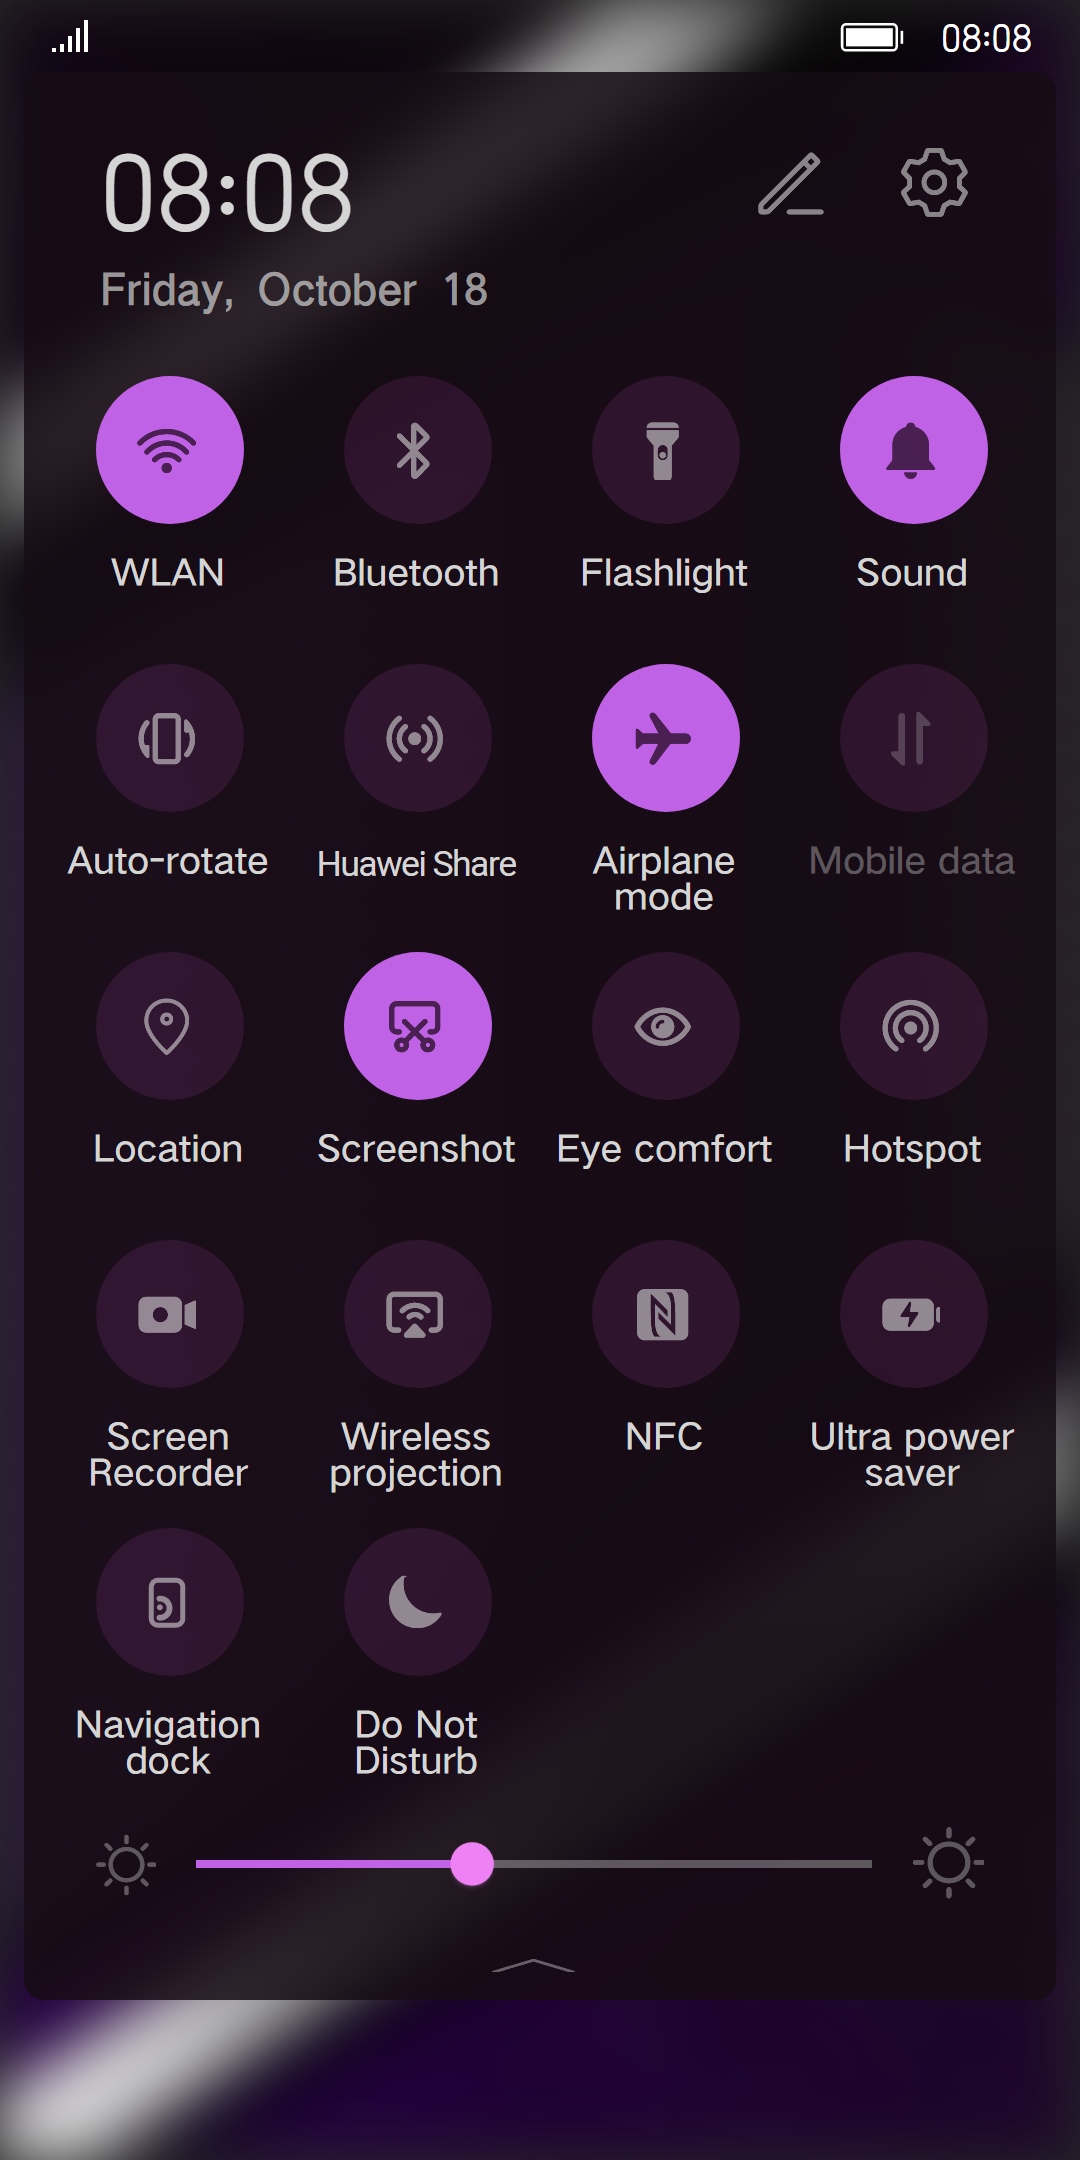 08:08
08:08
Friday, October 18
WLAN
Bluetooth
Flashlight
Sound
Auto-rotate
Huawei Share
Airplane
mode
Mobile data
Location
Screenshot
Eye comfort
Hotspot
Screen
Recorder
Wireless
projection
NFC
Ultra power
saver
Navigation
dock
Do Not
Disturb